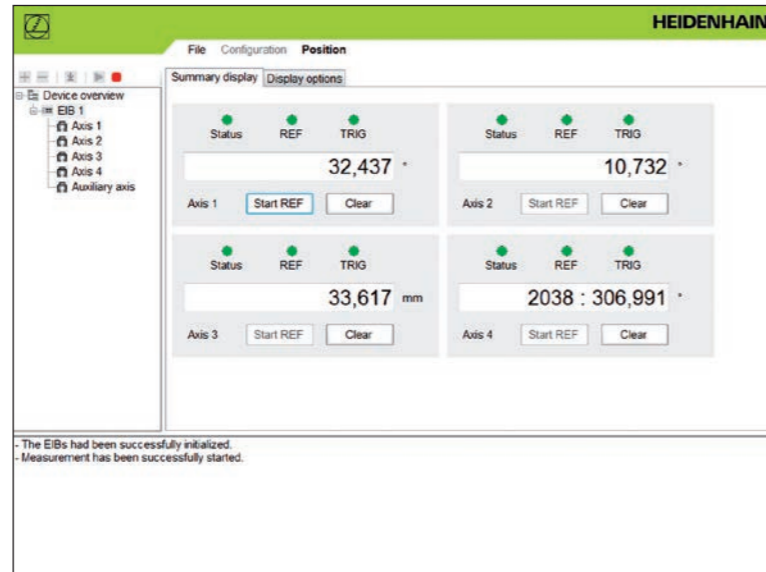 HEIDENHAIN
File Configuration Position
Summary display Display options
Device overview
EIB 1
Axis 1
Axis 2
Axis 3
Axis 4
Auxiliary axis
Status REF TRIG
32,437 °
Axis 1 Start REF Clear
Status REF TRIG
10,732 °
Axis 2 Start REF Clear
Status REF TRIG
33,617 mm
Axis 3 Start REF Clear
Status REF TRIG
2038 : 306,991 °
Axis 4 Start REF Clear
- The EIBs had been successfully initialized.
- Measurement has been successfully started.